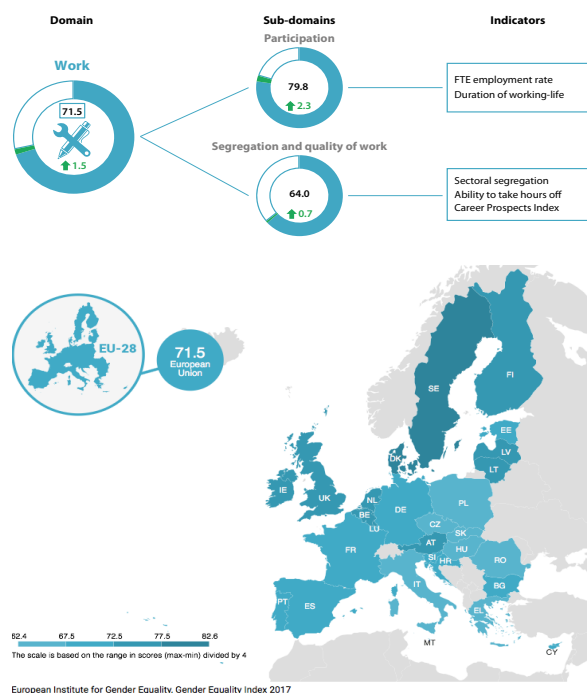 Domain
Sub-domains
Indicators
Participation
Work
79.8
2.3
FTE employment rate
Duration of working-life
71.5
1.5
Segregation and quality of work
64.0
0.7
Sectoral segregation
Ability to take hours off
Career Prospects Index
EU-28
71.5
European
Union
SE
FI
EE
LV
LT
DK
IE
UK
NL
BE
LU
DE
PL
CZ
SK
AT
HU
SI
HR
RO
FR
IT
BG
PT
ES
EL
MT
CY
62.4 67.5 72.5 77.5 82.6
The scale is based on the range in scores (max-min) divided by 4
European Institute for Gender Equality, Gender Equality Index 2017